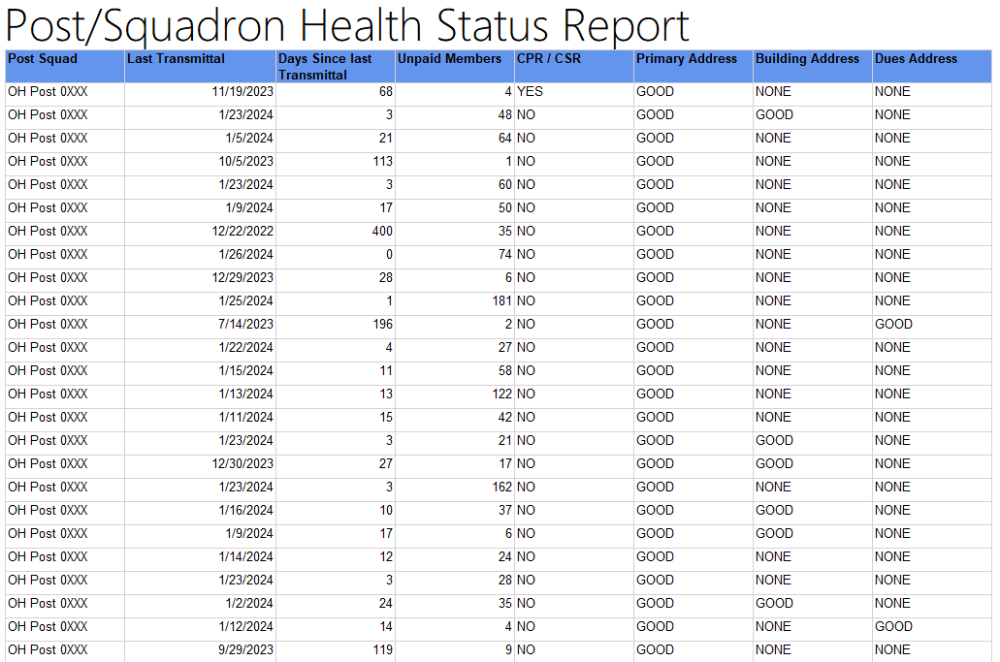 Post/Squadron Health Status Report
Post Squad Last Transmittal Days Since last Transmittal Unpaid Members CPR / CSR Primary Address Building Address Dues Address
OH Post 0XXX 11/19/2023 68 4 YES GOOD NONE NONE
OH Post 0XXX 1/23/2024 3 48 NO GOOD GOOD NONE
OH Post 0XXX 1/5/2024 21 64 NO GOOD NONE NONE
OH Post 0XXX 10/5/2023 113 1 NO GOOD NONE NONE
OH Post 0XXX 1/23/2024 3 60 NO GOOD NONE NONE
OH Post 0XXX 1/9/2024 17 50 NO GOOD NONE NONE
OH Post 0XXX 12/22/2022 400 35 NO GOOD NONE NONE
OH Post 0XXX 1/26/2024 0 74 NO GOOD NONE NONE
OH Post 0XXX 12/29/2023 28 6 NO GOOD NONE NONE
OH Post 0XXX 1/25/2024 1 181 NO GOOD NONE NONE
OH Post 0XXX 7/14/2023 196 2 NO GOOD NONE GOOD
OH Post 0XXX 1/22/2024 4 27 NO GOOD NONE NONE
OH Post 0XXX 1/15/2024 11 58 NO GOOD NONE NONE
OH Post 0XXX 1/13/2024 13 122 NO GOOD NONE NONE
OH Post 0XXX 1/11/2024 15 42 NO GOOD NONE NONE
OH Post 0XXX 1/23/2024 3 21 NO GOOD GOOD NONE
OH Post 0XXX 12/30/2023 27 17 NO GOOD GOOD NONE
OH Post 0XXX 1/23/2024 3 162 NO GOOD NONE NONE
OH Post 0XXX 1/16/2024 10 37 NO GOOD GOOD NONE
OH Post 0XXX 1/9/2024 17 6 NO GOOD GOOD NONE
OH Post 0XXX 1/14/2024 12 24 NO GOOD NONE NONE
OH Post 0XXX 1/23/2024 3 28 NO GOOD NONE NONE
OH Post 0XXX 1/2/2024 24 35 NO GOOD GOOD NONE
OH Post 0XXX 1/12/2024 14 4 NO GOOD NONE GOOD
OH Post 0XXX 9/29/2023 119 9 NO GOOD NONE NONE